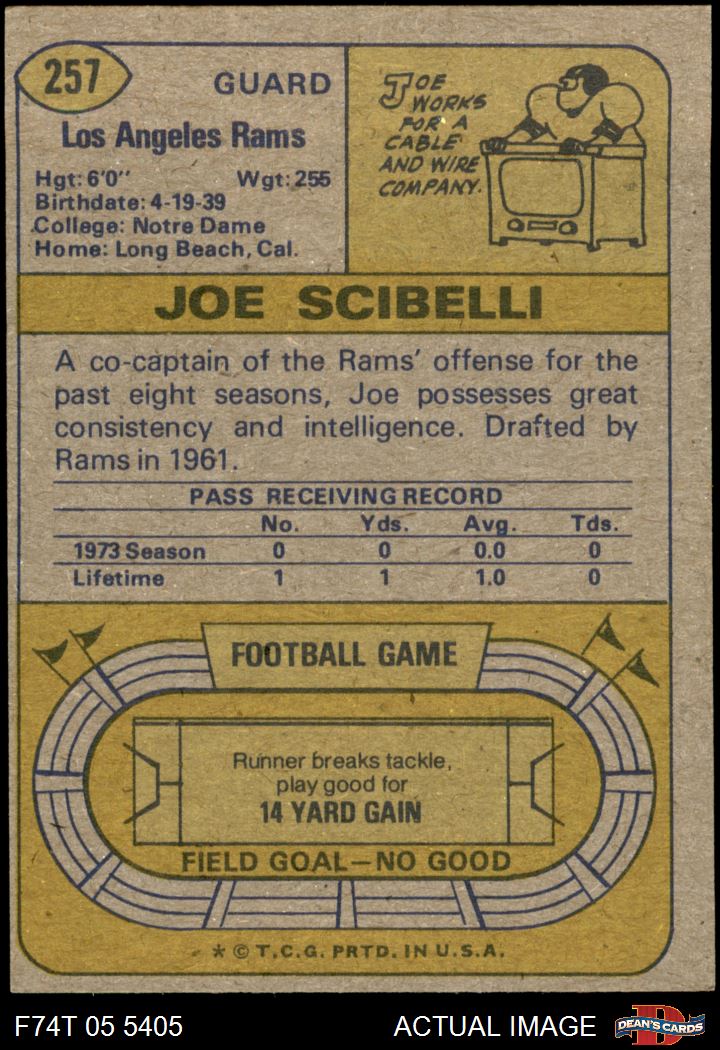 257
GUARD
Los Angeles Rams
Hgt: 6'0"  Wgt: 255
Birthdate: 4-19-39
College: Notre Dame
Home: Long Beach, Cal.
JOE
WORKS
FOR A
CABLE
AND WIRE
COMPANY.
JOE SCIBELLI
A co-captain of the Rams' offense for the
past eight seasons, Joe possesses great
consistency and intelligence. Drafted by
Rams in 1961.
PASS RECEIVING RECORD
No. Yds. Avg. Tds.
1973 Season 0 0 0.0 0
Lifetime 1 1 1.0 0
FOOTBALL GAME
Runner breaks tackle,
play good for
14 YARD GAIN
FIELD GOAL—NO GOOD
* © T.C.G. PRTD. IN U.S.A.
F74T 05 5405 ACTUAL IMAGE
D
DEAN'S CARDS